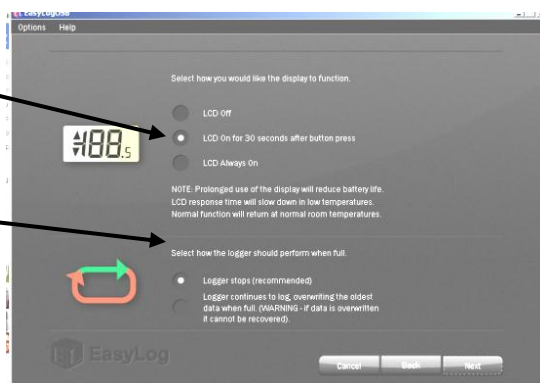 EasyLogUSB
Options Help
Select how you would like the display to function.
LCD Off
LCD On for 30 seconds after button press
188.5
LCD Always On
NOTE: Prolonged use of the display will reduce battery life.
LCD response time will slow down in low temperatures.
Normal function will return at normal room temperatures.
Select how the logger should perform when full.
Logger stops (recommended)
Logger continues to log, overwriting the oldest
data when full. (WARNING - if data is overwritten
it cannot be recovered).
EasyLog
Cancel Back Next